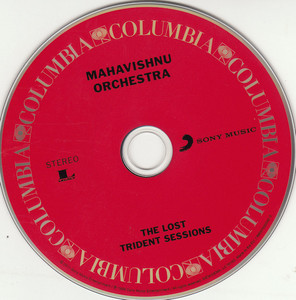 COLUMBIA COLUMBIA COLUMBIA COLUMBIA COLUMBIA COLUMBIA
MAHAVISHNU
ORCHESTRA
STEREO
SONY MUSIC
THE LOST
TRIDENT SESSIONS